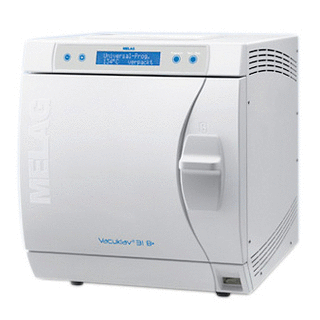 MELAG
Universal-Prog.
134°C verpackt
MELAG
Vacuklav® 31 B+